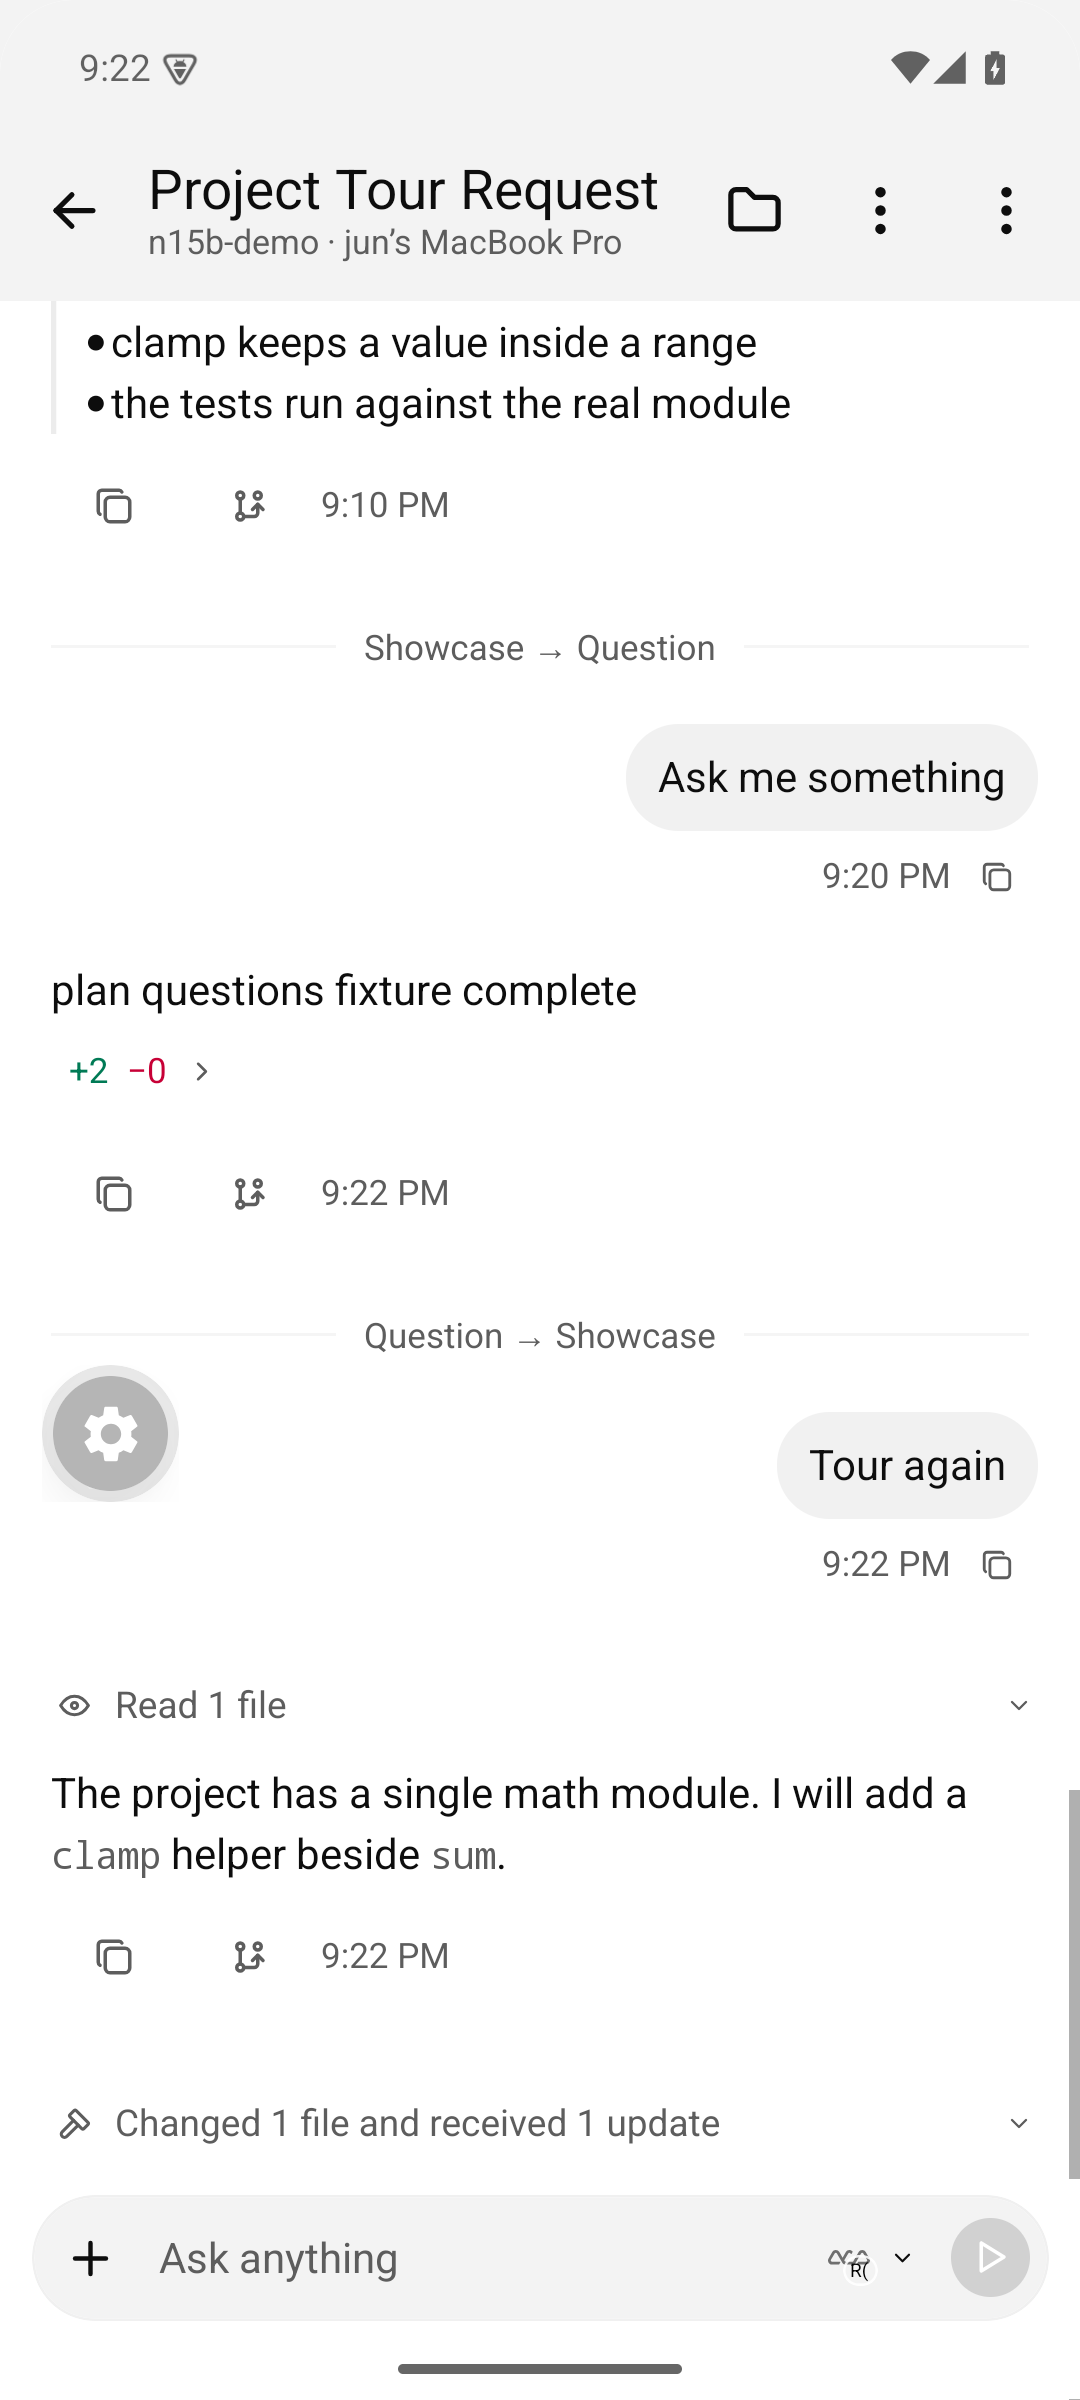 9:22
Project Tour Request
n15b-demo · jun’s MacBook Pro
• clamp keeps a value inside a range
• the tests run against the real module
9:10 PM
Showcase → Question
Ask me something
9:20 PM
plan questions fixture complete
+2 −0
9:22 PM
Question → Showcase
Tour again
9:22 PM
Read 1 file
The project has a single math module. I will add a
clamp helper beside sum.
9:22 PM
Changed 1 file and received 1 update
Ask anything